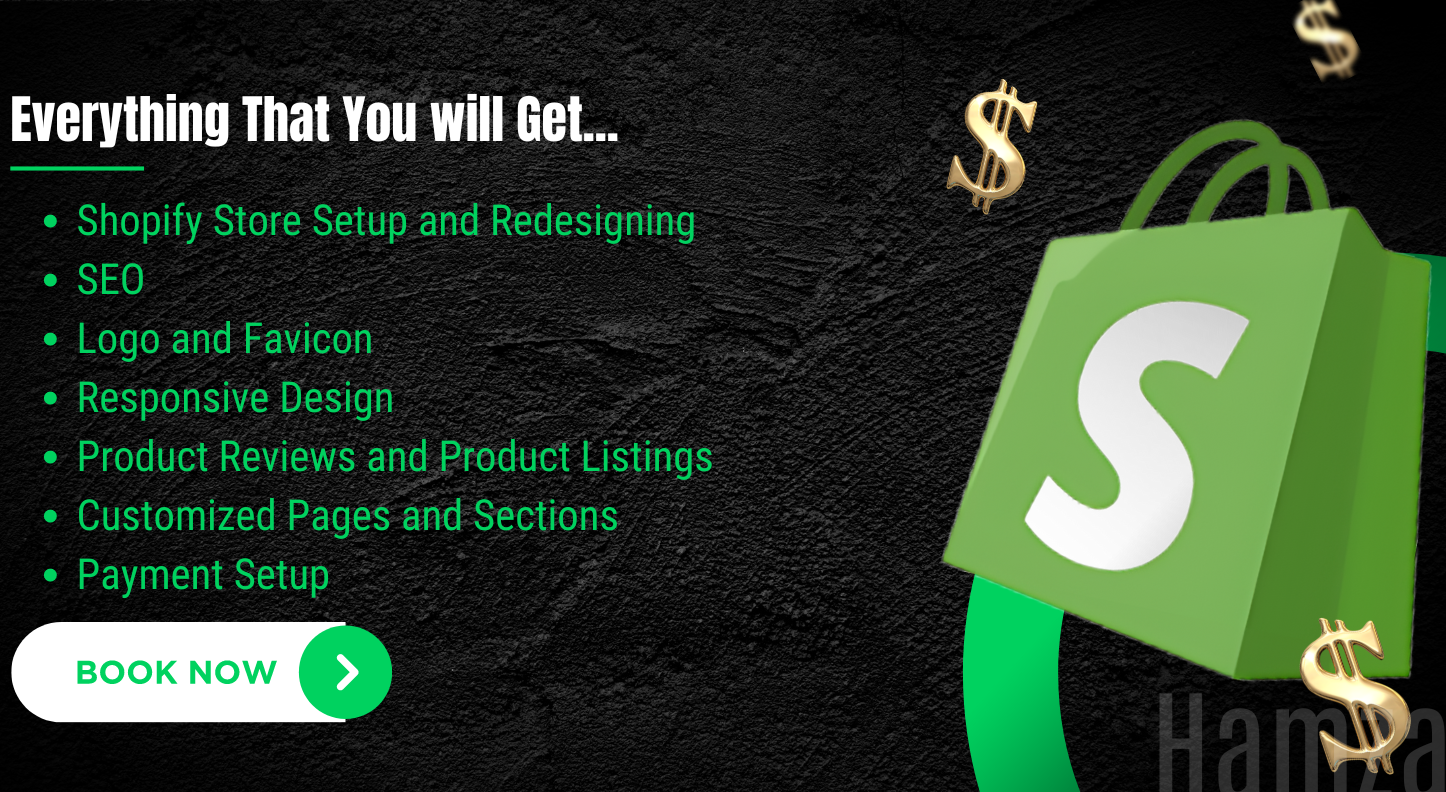 Everything That You will Get...
Shopify Store Setup and Redesigning
SEO
Logo and Favicon
Responsive Design
Product Reviews and Product Listings
Customized Pages and Sections
Payment Setup
BOOK NOW
S
$
$
$
Hamza